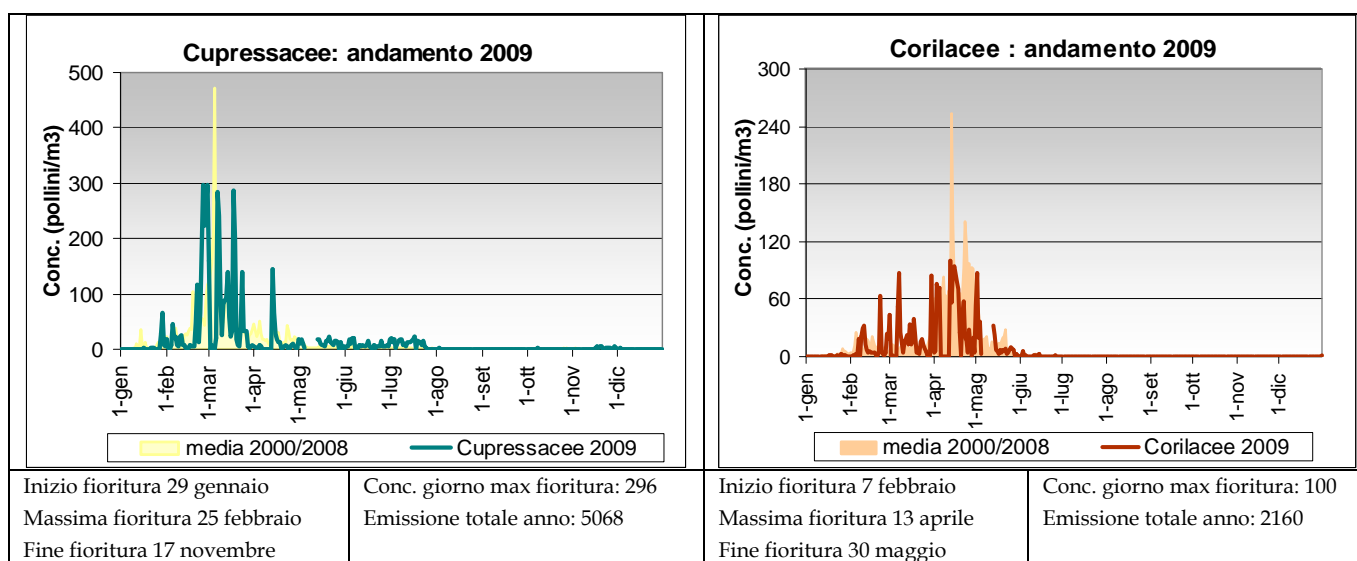 Cupressacee: andamento 2009
Conc. (pollini/m3)
500
400
300
200
100
0
1-gen
1-feb
1-mar
1-apr
1-mag
1-giu
1-lug
1-ago
1-set
1-ott
1-nov
1-dic
media 2000/2008
Cupressacee 2009
Corilacee : andamento 2009
Conc. (pollini/m3)
300
240
180
120
60
0
1-gen
1-feb
1-mar
1-apr
1-mag
1-giu
1-lug
1-ago
1-set
1-ott
1-nov
1-dic
media 2000/2008
Corilacee 2009
Inizio fioritura 29 gennaio
Massima fioritura 25 febbraio
Fine fioritura 17 novembre
Conc. giorno max fioritura: 296
Emissione totale anno: 5068
Inizio fioritura 7 febbraio
Massima fioritura 13 aprile
Fine fioritura 30 maggio
Conc. giorno max fioritura: 100
Emissione totale anno: 2160